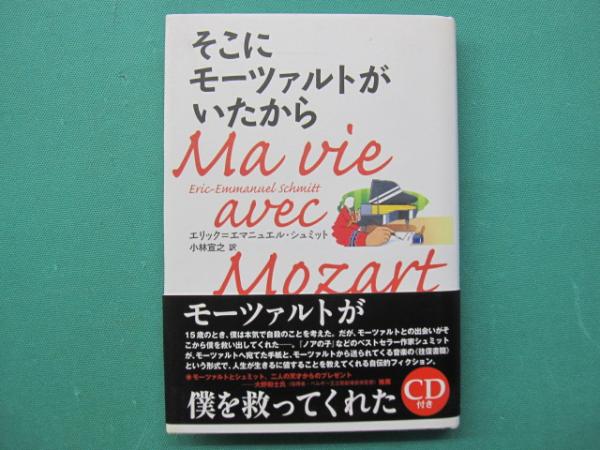 そこに
モーツァルトが
いたから
Ma vie
Eric-Emmanuel Schmitt
avec
エリック=エマニュエル・シュミット
小林宣之 訳
Mozart
モーツァルトが
15歳のとき、僕は本気で自殺のことを考えた。だが、モーツァルトとの出会いがそ
こから僕を救い出してくれた――。『ノアの子』などのベストセラー作家シュミット
が、モーツァルトへ宛てた手紙と、モーツァルトから送られてくる音楽の〈往復書簡〉
という形式で、人生が生きるに値することを教えてくれる自伝的フィクション。
モーツァルトとシュミット、二人の天才からのプレゼント
――大野和士氏
推薦
僕を救ってくれた
CD
付き